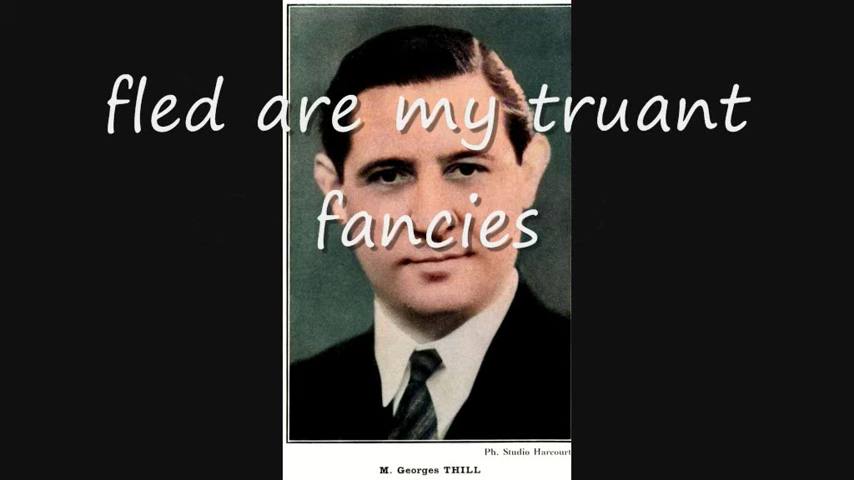 fled are my truant
fancies
Ph. Studio Harcourt
M. Georges THILL